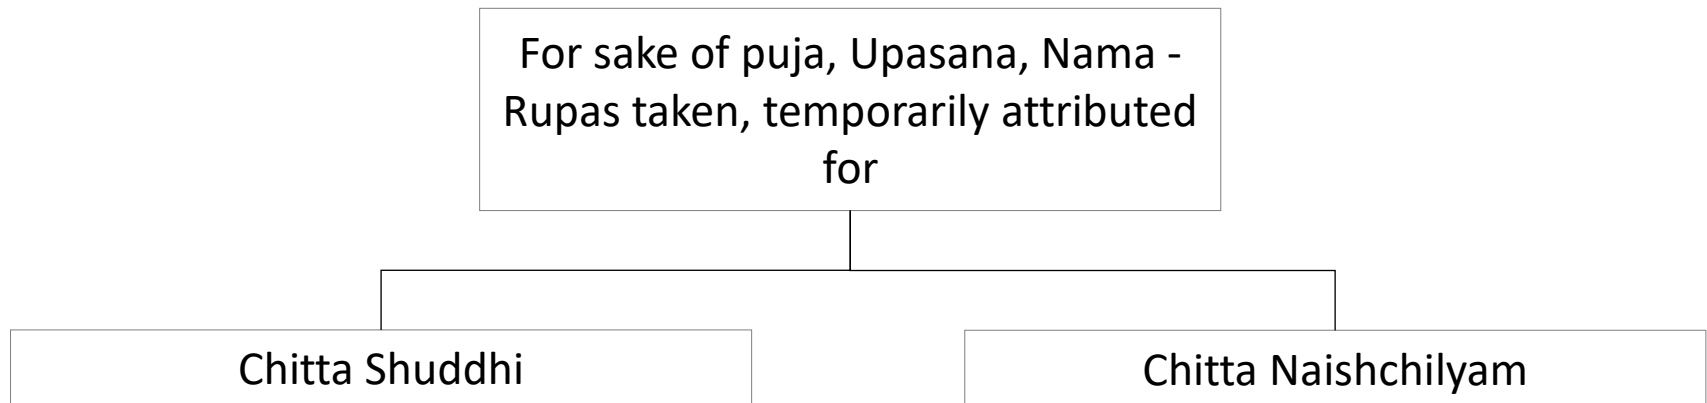 For sake of puja, Upasana, Nama -
Rupas taken, temporarily attributed
for
Chitta Shuddhi
Chitta Naishchilyam